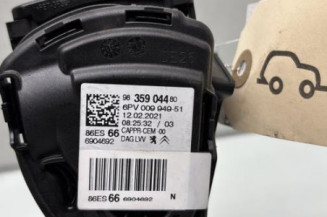 98 359 044 80
6PV 009 949-51
12.02.2021
08:25:32 / 03
86ES 66 CAPPR-CEM-00
6904692 DAG LVV
86ES 66 6904692 N